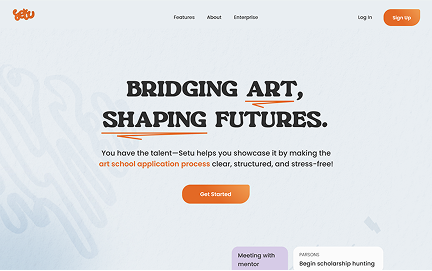 setu
Features About Enterprise
Log In
Sign Up
BRIDGING ART,
SHAPING FUTURES.
You have the talent—Setu helps you showcase it by making the
art school application process clear, structured, and stress-free!
Get Started
Meeting with
mentor
PARSONS
Begin scholarship hunting